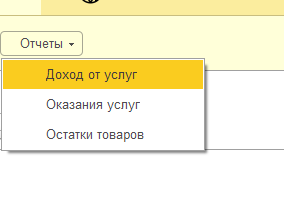 Отчеты
Доход от услуг
Оказания услуг
Остатки товаров